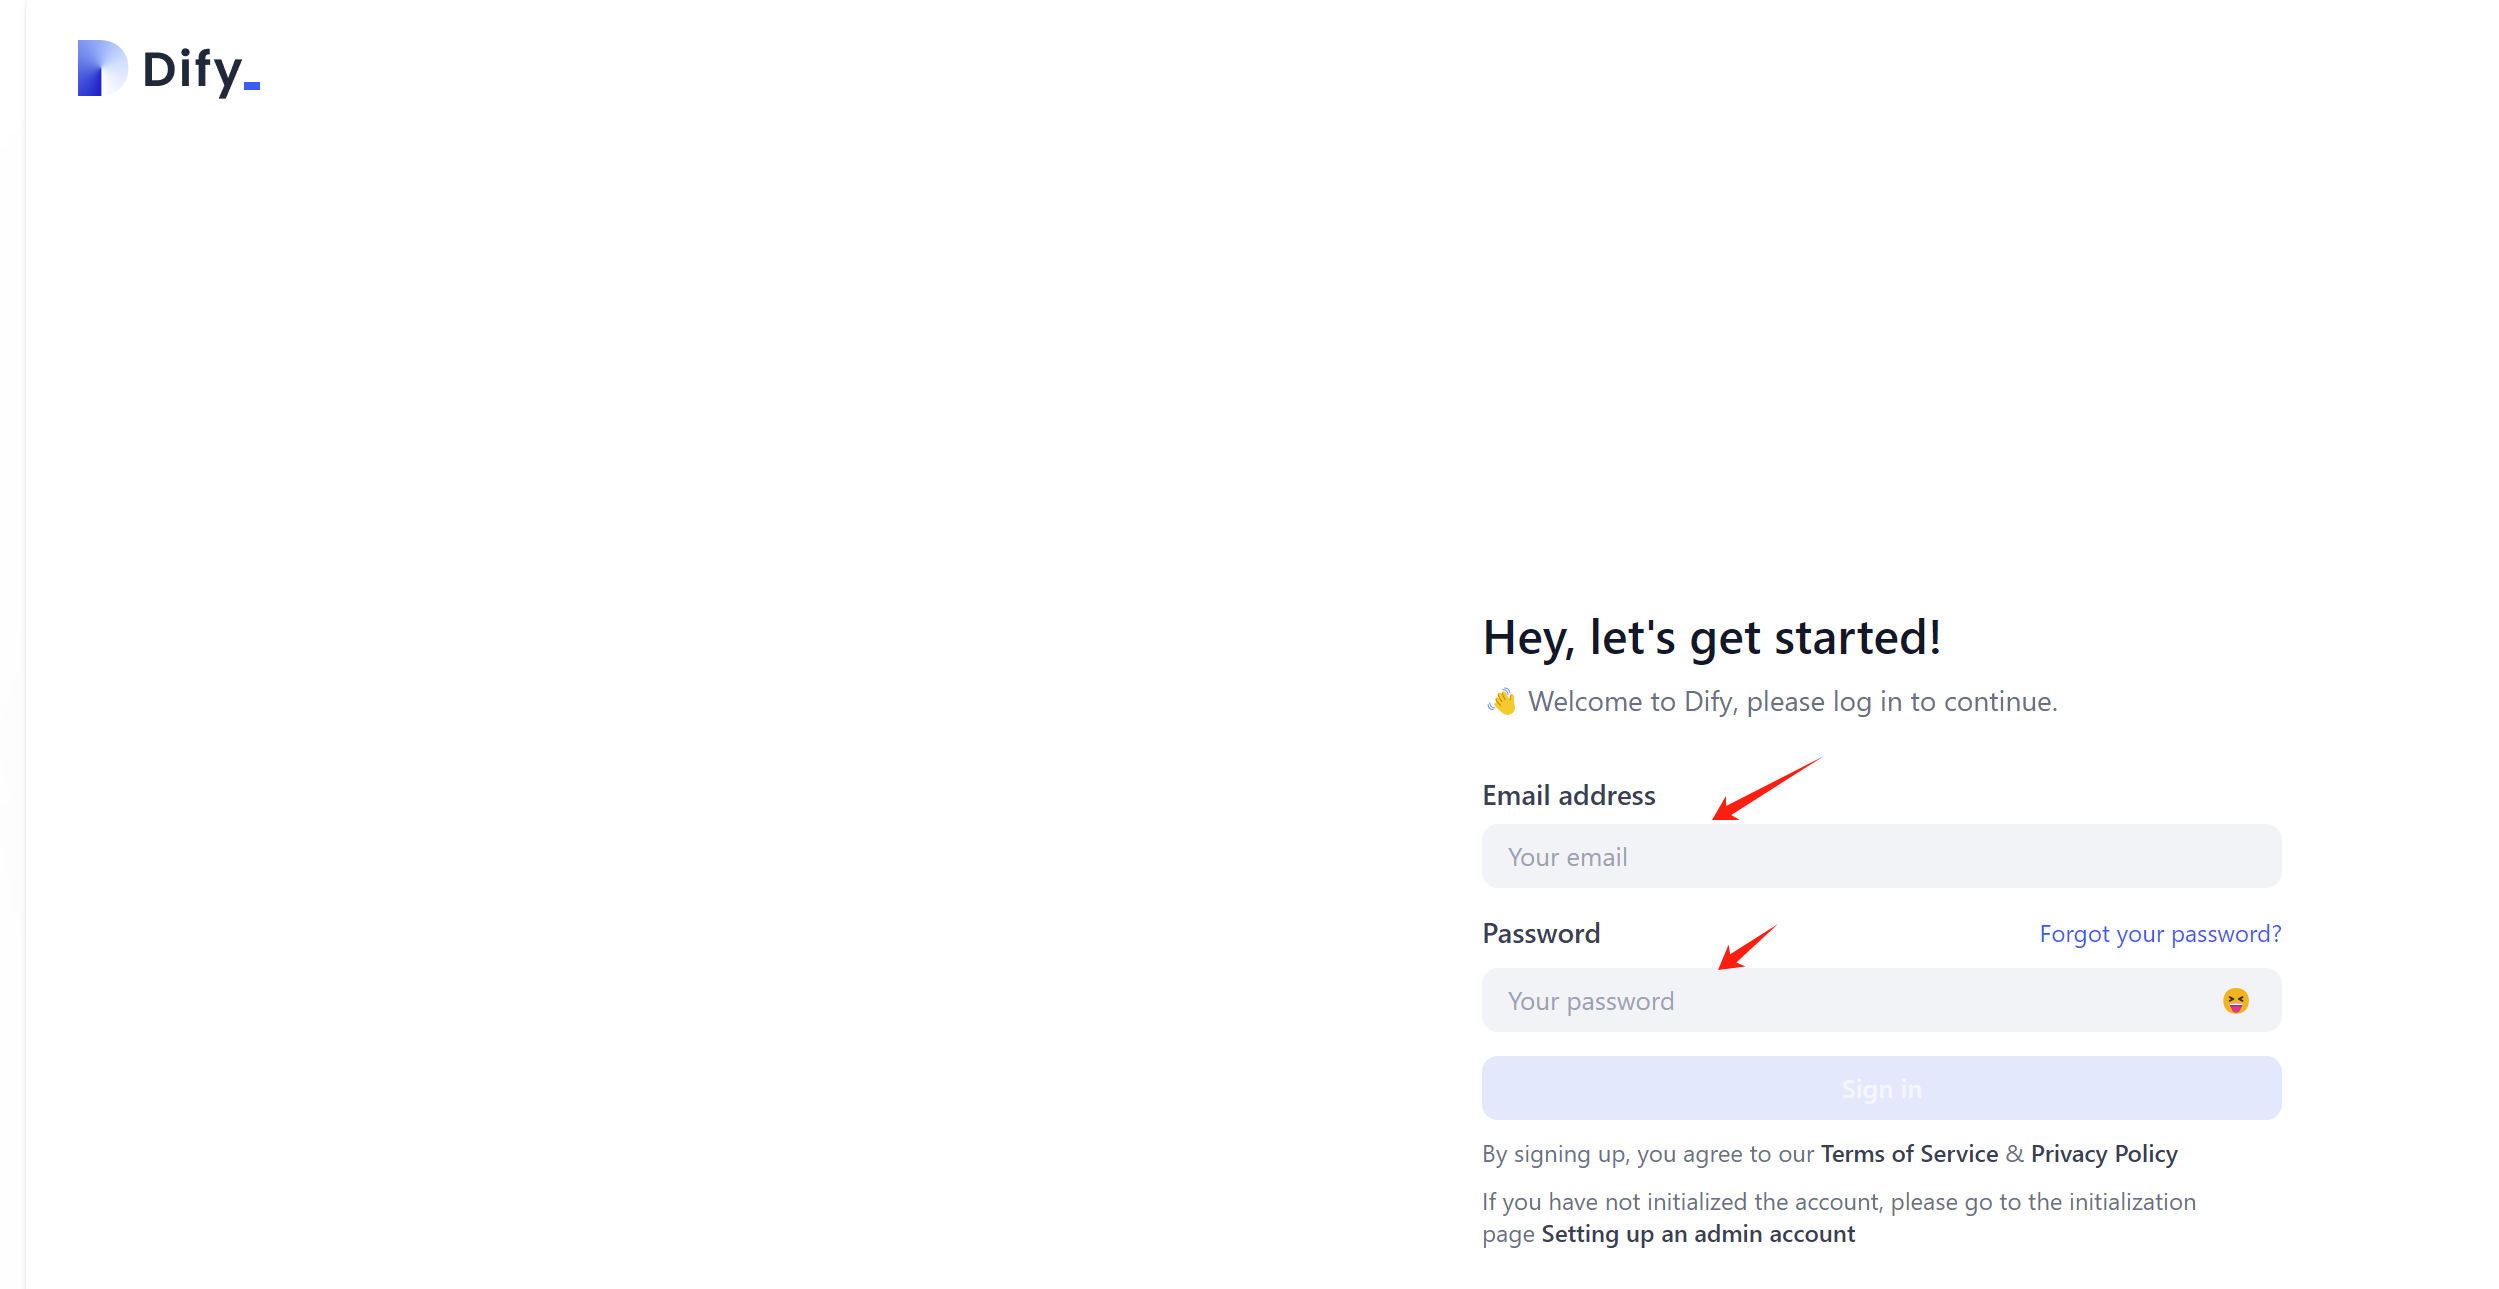 Dify_
Hey, let's get started!
👋 Welcome to Dify, please log in to continue.
Email address
Your email
Password Forgot your password?
Your password 😝
Sign in
By signing up, you agree to our Terms of Service & Privacy Policy
If you have not initialized the account, please go to the initialization
page Setting up an admin account